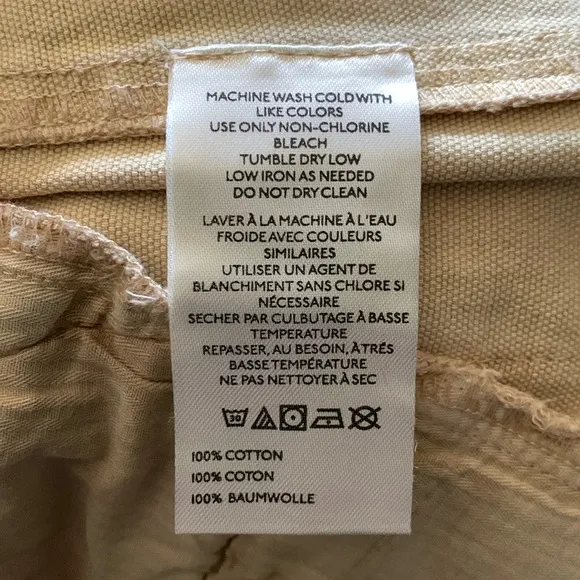 MACHINE WASH COLD WITH
LIKE COLORS
USE ONLY NON-CHLORINE
BLEACH
TUMBLE DRY LOW
LOW IRON AS NEEDED
DO NOT DRY CLEAN
LAVER À LA MACHINE À L'EAU
FROIDE AVEC COULEURS
SIMILAIRES
UTILISER UN AGENT DE
BLANCHIMENT SANS CHLORE SI
NÉCESSAIRE
SECHER PAR CULBUTAGE À BASSE
TEMPERATURE
REPASSER, AU BESOIN, À TRÉS
BASSE TEMPÉRATURE
NE PAS NETTOYER À SEC
30
100% COTTON
100% COTON
100% BAUMWOLLE